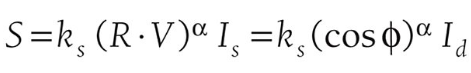 S = k_s (R · V)^α I_s = k_s (cos ϕ)^α I_d